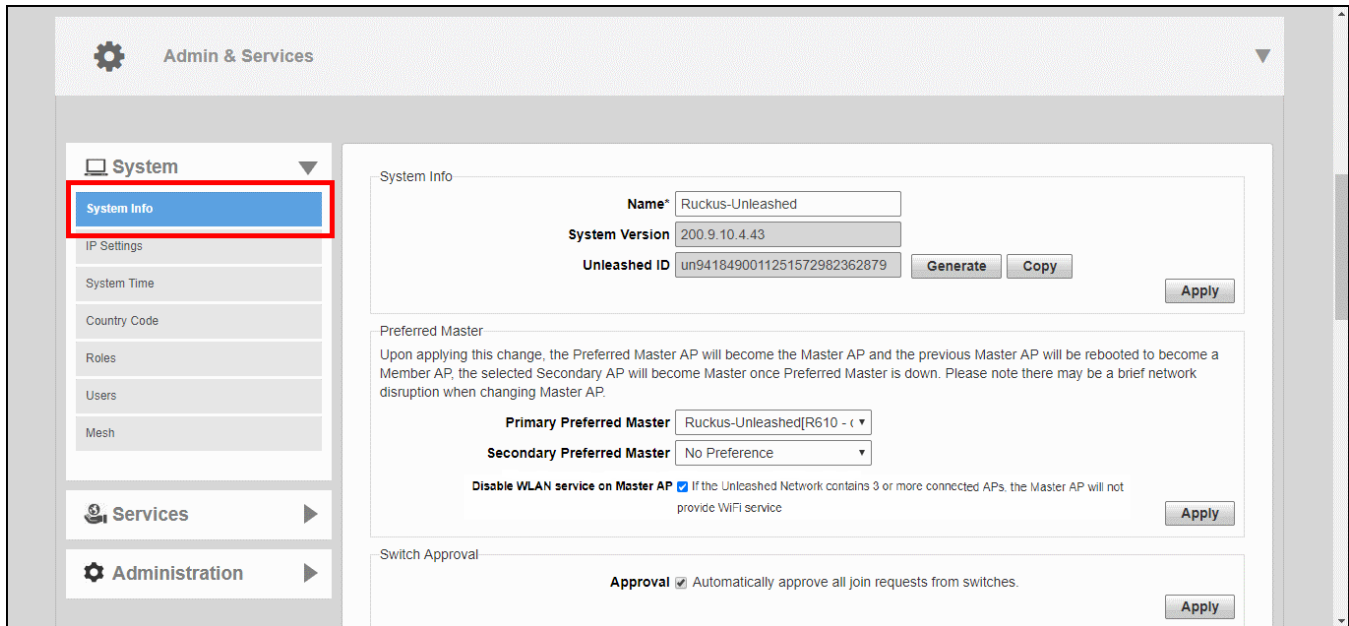 Admin & Services
System
System Info
IP Settings
System Time
Country Code
Roles
Users
Mesh
Services
Administration
System Info
Name* Ruckus-Unleashed
System Version 200.9.10.4.43
Unleashed ID un9418490011251572982362879 Generate Copy
Apply
Preferred Master
Upon applying this change, the Preferred Master AP will become the Master AP and the previous Master AP will be rebooted to become a
Member AP, the selected Secondary AP will become Master once Preferred Master is down. Please note there may be a brief network
disruption when changing Master AP.
Primary Preferred Master Ruckus-Unleashed[R610 -
Secondary Preferred Master No Preference
Disable WLAN service on Master AP If the Unleashed Network contains 3 or more connected APs, the Master AP will not
provide WiFi service
Apply
Switch Approval
Approval Automatically approve all join requests from switches.
Apply